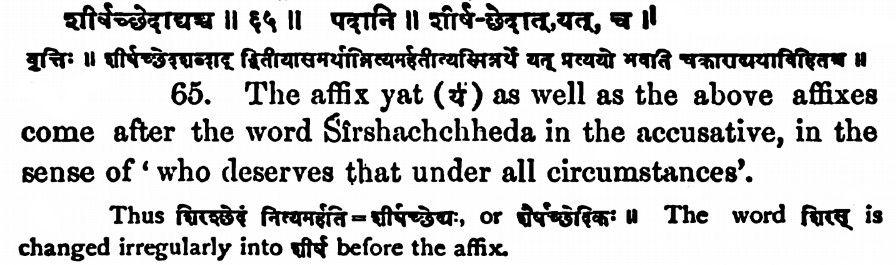 शीर्षच्छेदाद्यच्च ॥ ६५ ॥ पदानि ॥ शीर्ष-छेदात्, यत्, च ॥
वृत्तिः ॥ शीर्षच्छेदशब्दाद् द्वितीयासमर्थान्नित्यमर्हतीत्यस्मिन्नर्थे यत् प्रत्ययो भवति चकाराद्यथाविहितञ्च ॥
65. The affix yat (यँ) as well as the above affixes
come after the word Śîrshachchheda in the accusative, in the
sense of ‘ who deserves that under all circumstances’.
Thus शिरश्छेदं नित्यमर्हति = शीर्षच्छेद्यः, or शैर्षच्छेदिकः ॥ The word शिरस् is
changed irregularly into शीर्ष before the affix.